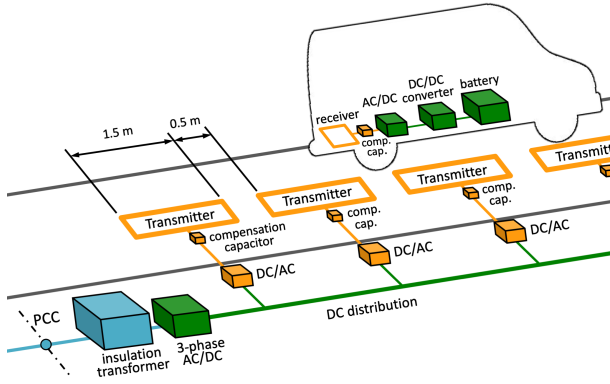 DC/DC
converter
battery
AC/DC
receiver
comp.
cap.
1.5 m
0.5 m
Transmitter
Transmitter
Transmitter
Transmitter
compensation
capacitor
comp.
cap.
comp.
cap.
DC/AC
DC/AC
DC/AC
DC distribution
PCC
insulation
transformer
3-phase
AC/DC